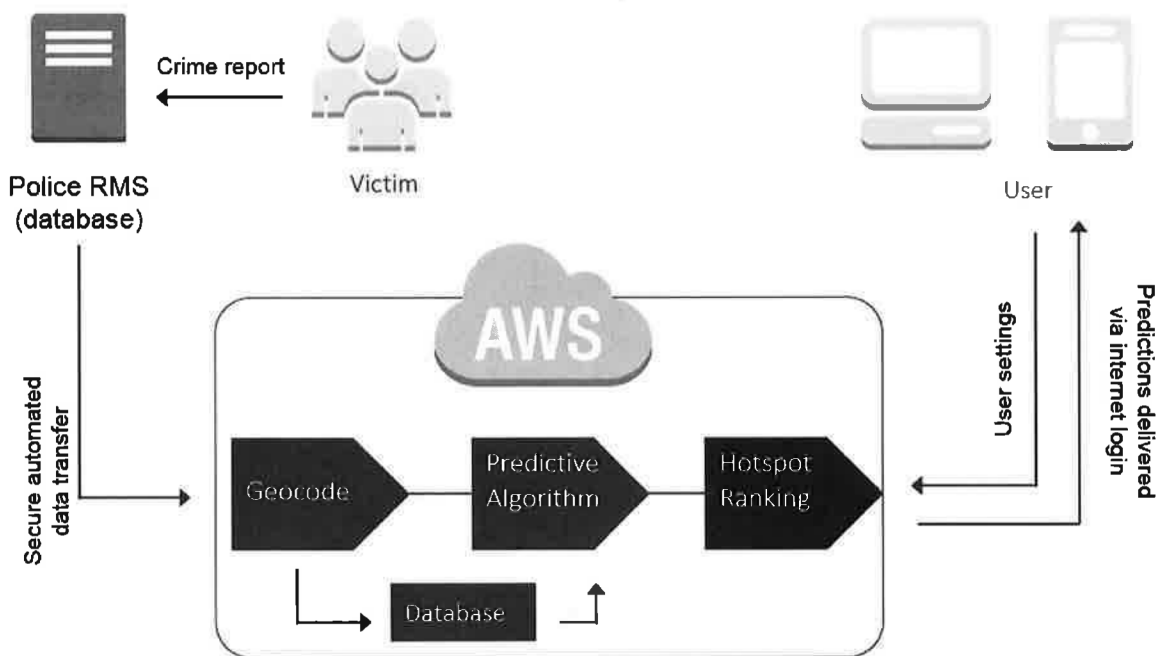 Crime report
Police RMS
(database)
Victim
User
AWS
Secure automated
data transfer
Geocode
Predictive
Algorithm
Hotspot
Ranking
Database
User settings
Predictions delivered
via internet login